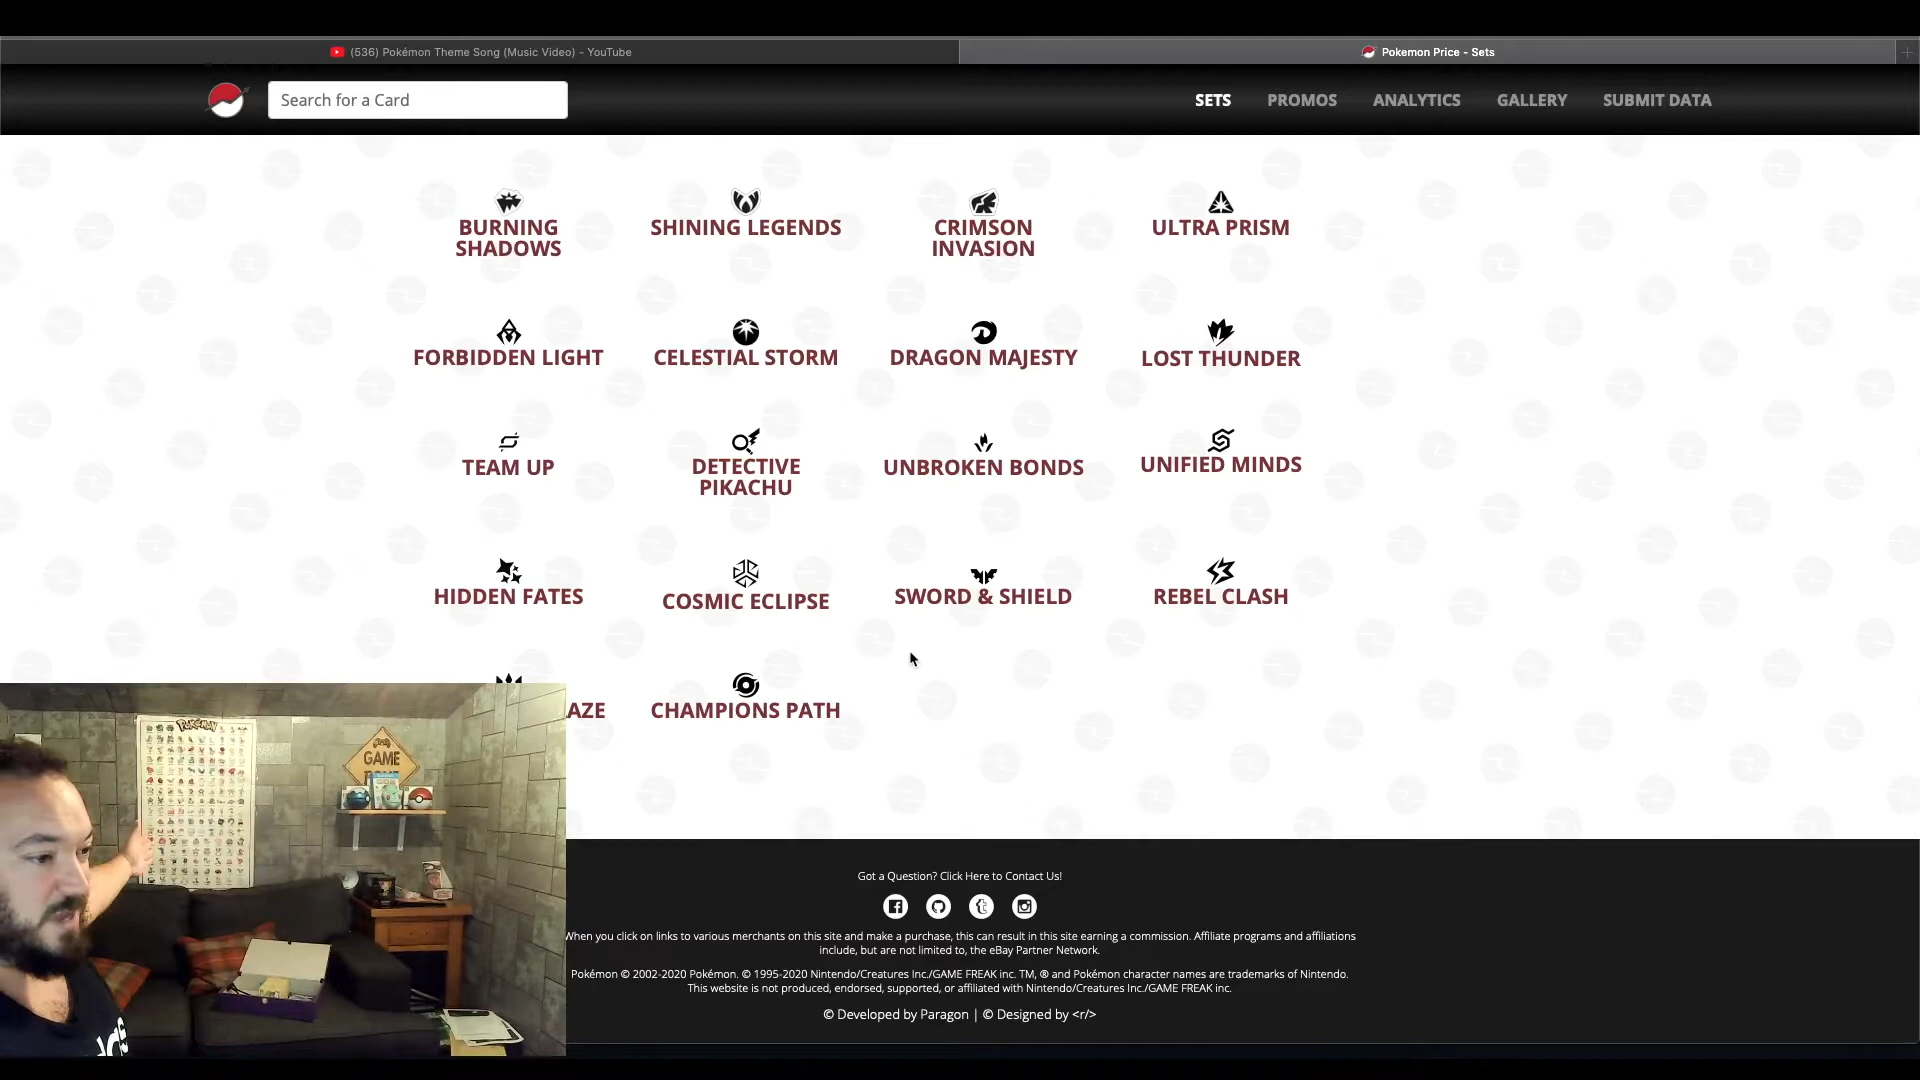 (536) Pokémon Theme Song (Music Video) - YouTube
Pokemon Price - Sets
Search for a Card
SETS
PROMOS
ANALYTICS
GALLERY
SUBMIT DATA
BURNING
SHADOWS
SHINING LEGENDS
CRIMSON
INVASION
ULTRA PRISM
FORBIDDEN LIGHT
CELESTIAL STORM
DRAGON MAJESTY
LOST THUNDER
TEAM UP
DETECTIVE
PIKACHU
UNBROKEN BONDS
UNIFIED MINDS
HIDDEN FATES
COSMIC ECLIPSE
SWORD & SHIELD
REBEL CLASH
AZE
CHAMPIONS PATH
POKéMON
GAME
Got a Question? Click Here to Contact Us!
When you click on links to various merchants on this site and make a purchase, this can result in this site earning a commission. Affiliate programs and affiliations
include, but are not limited to, the eBay Partner Network.
Pokémon © 2002-2020 Pokémon. © 1995-2020 Nintendo/Creatures Inc./GAME FREAK inc. TM, ® and Pokémon character names are trademarks of Nintendo.
This website is not produced, endorsed, supported, or affiliated with Nintendo/Creatures Inc./GAME FREAK inc.
© Developed by Paragon | © Designed by <r/>